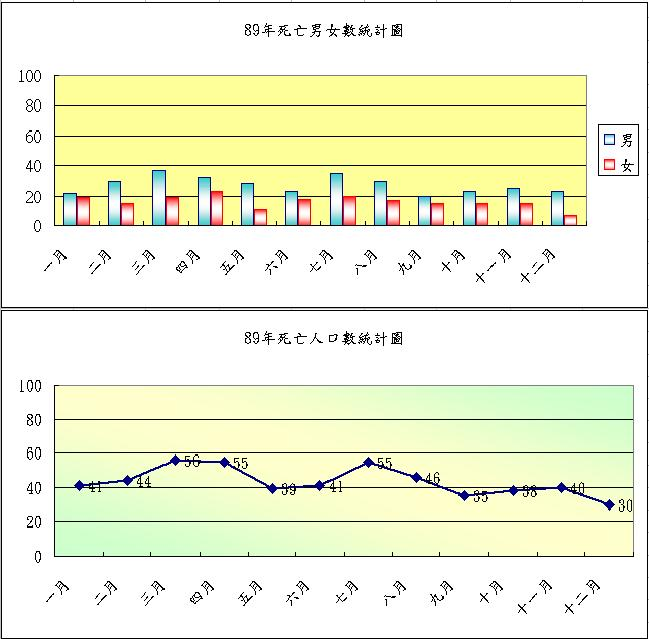 89年死亡男女數統計圖
100
80
60
40
20
0
男
女
一月 二月 三月 四月 五月 六月 七月 八月 九月 十月 十一月 十二月
89年死亡人口數統計圖
100
80
60
40
20
0
41 44 56 55 39 41 55 46 35 38 40 30
一月 二月 三月 四月 五月 六月 七月 八月 九月 十月 十一月 十二月